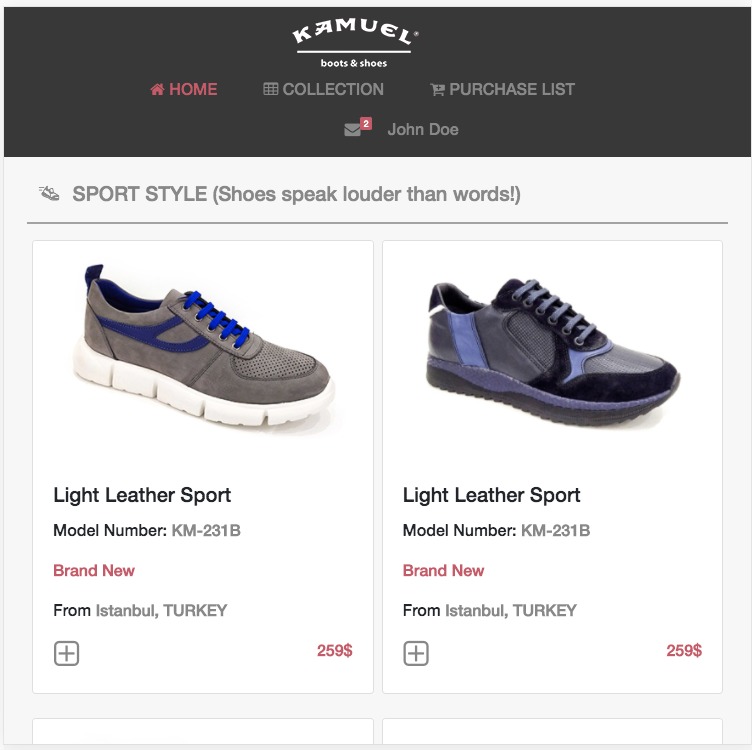 KAMUEL®
boots & shoes
HOME COLLECTION PURCHASE LIST
2 John Doe
SPORT STYLE (Shoes speak louder than words!)
Light Leather Sport
Model Number: KM-231B
Brand New
From Istanbul, TURKEY
259$
Light Leather Sport
Model Number: KM-231B
Brand New
From Istanbul, TURKEY
259$